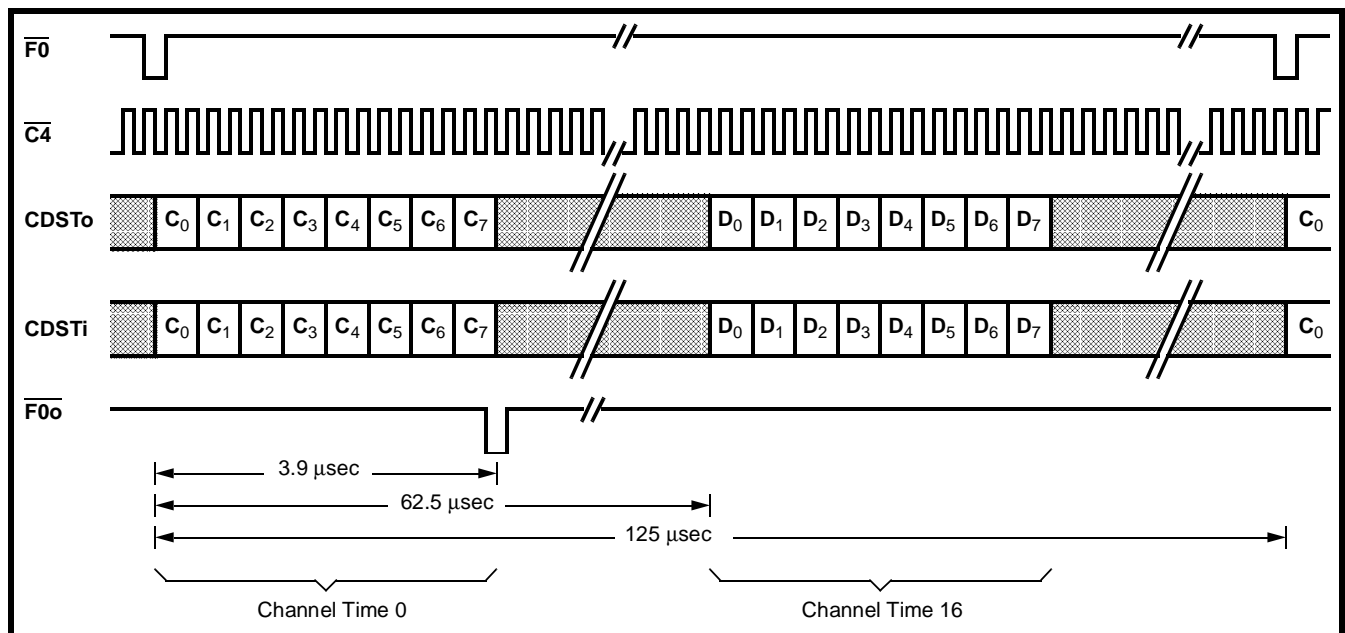 F0
C4
CDSTo C0 C1 C2 C3 C4 C5 C6 C7 D0 D1 D2 D3 D4 D5 D6 D7 C0
CDSTi C0 C1 C2 C3 C4 C5 C6 C7 D0 D1 D2 D3 D4 D5 D6 D7 C0
F0o
3.9 µsec
62.5 µsec
125 µsec
Channel Time 0 Channel Time 16